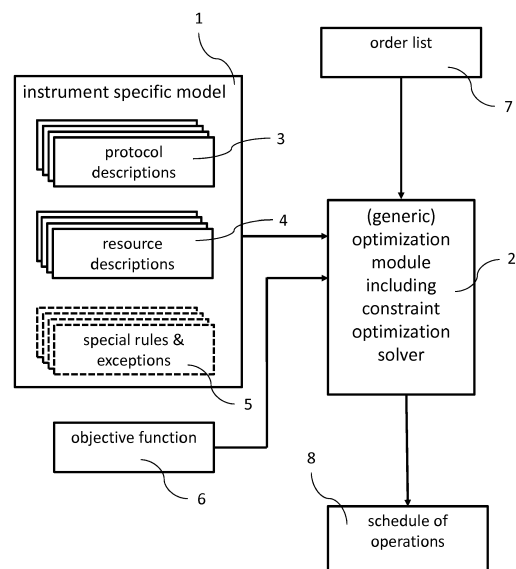 1
order list
7
instrument specific model
3
protocol
descriptions
4
resource
descriptions
(generic)
optimization
module
including
constraint
optimization
solver
2
special rules &
exceptions
5
objective function
6
8
schedule of
operations